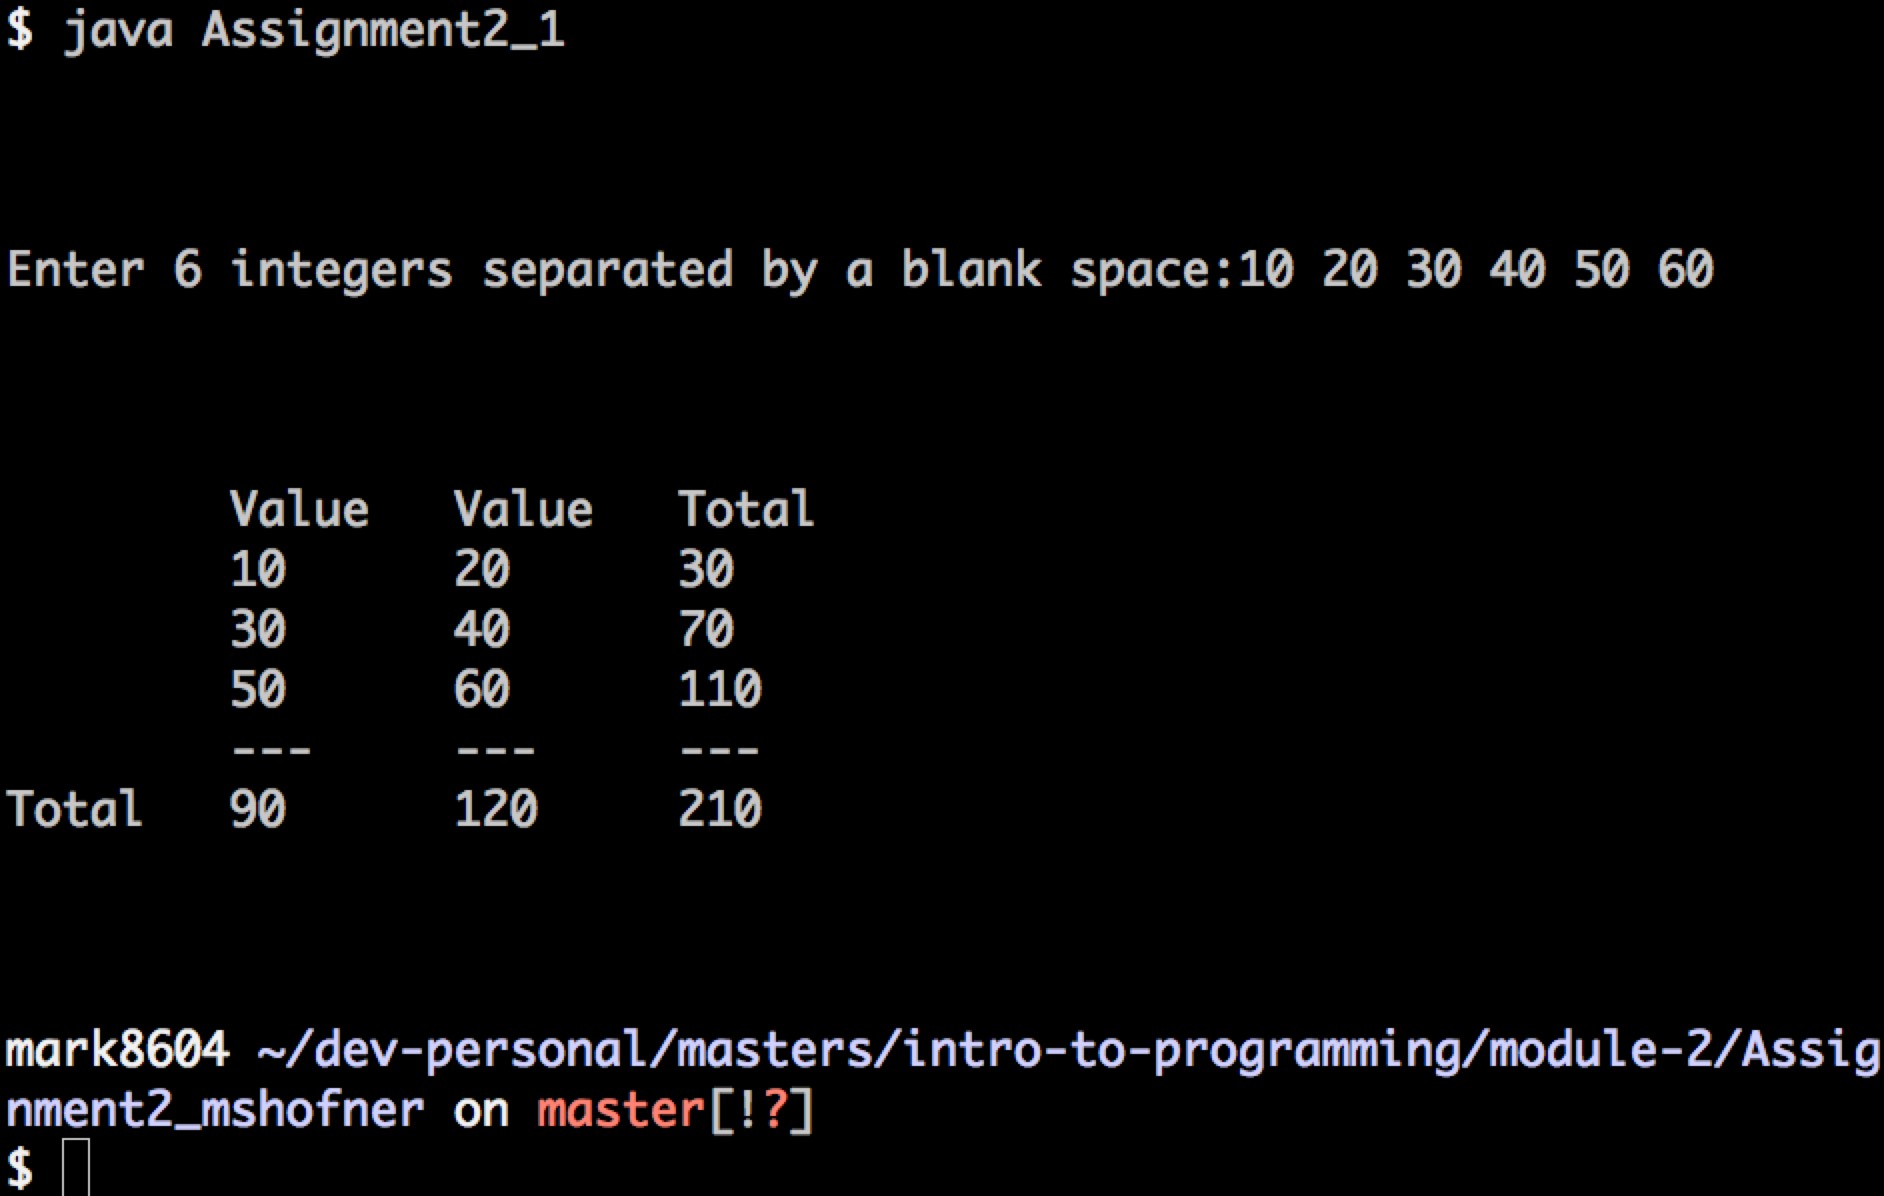 $ java Assignment2_1
Enter 6 integers separated by a blank space:10 20 30 40 50 60
Value Value Total
10 20 30
30 40 70
50 60 110
--- --- ---
Total 90 120 210
mark8604 ~/dev-personal/masters/intro-to-programming/module-2/Assig
nment2_mshofner on master[!?]
$